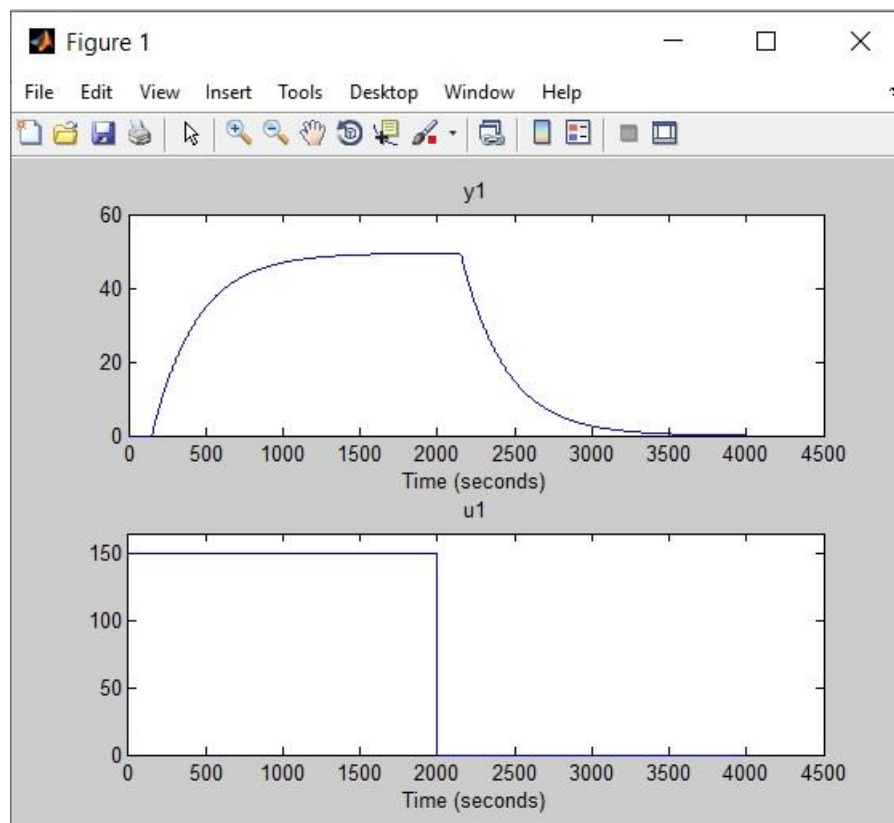 Figure 1
File Edit View Insert Tools Desktop Window Help
y1
60
40
20
0
0 500 1000 1500 2000 2500 3000 3500 4000 4500
Time (seconds)
u1
150
100
50
0
0 500 1000 1500 2000 2500 3000 3500 4000 4500
Time (seconds)